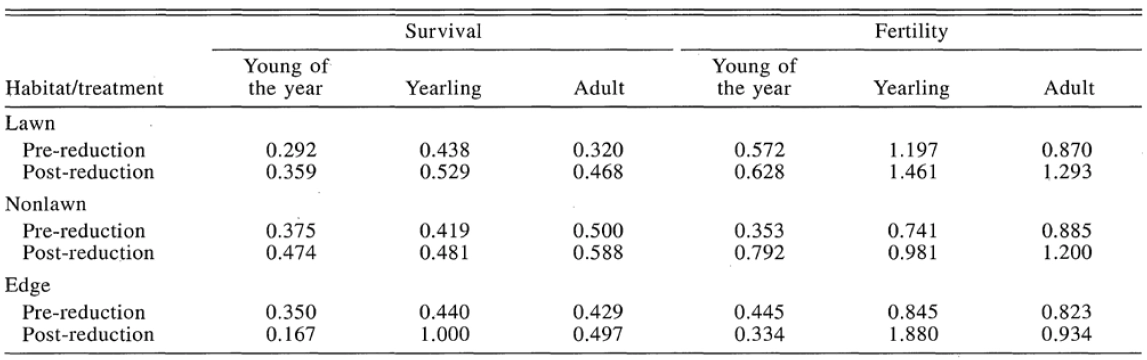 Survival Fertility
Young of Young of
Habitat/treatment the year Yearling Adult the year Yearling Adult
Lawn
Pre-reduction 0.292 0.438 0.320 0.572 1.197 0.870
Post-reduction 0.359 0.529 0.468 0.628 1.461 1.293
Nonlawn
Pre-reduction 0.375 0.419 0.500 0.353 0.741 0.885
Post-reduction 0.474 0.481 0.588 0.792 0.981 1.200
Edge
Pre-reduction 0.350 0.440 0.429 0.445 0.845 0.823
Post-reduction 0.167 1.000 0.497 0.334 1.880 0.934